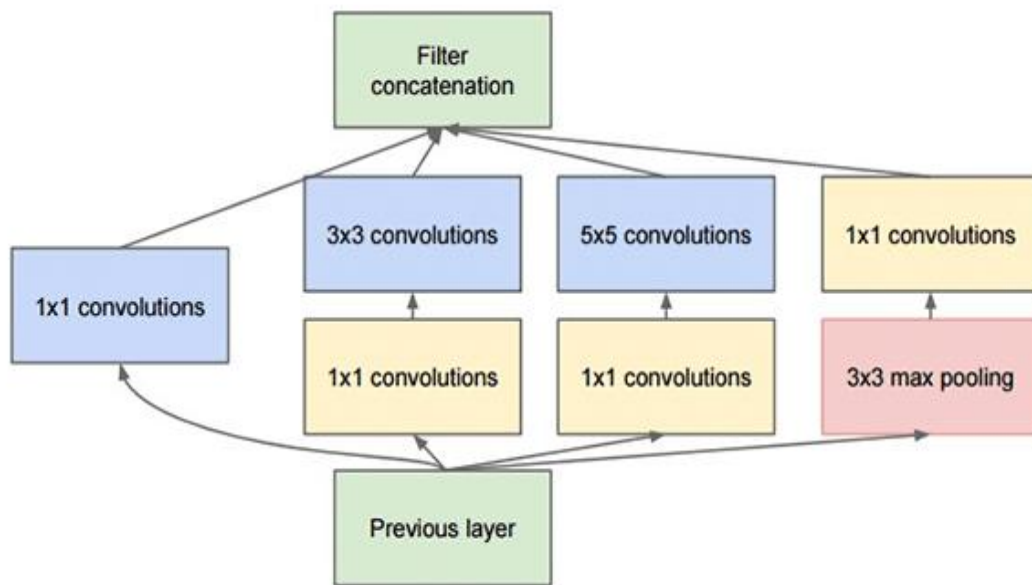 Filter
concatenation
3x3 convolutions
5x5 convolutions
1x1 convolutions
1x1 convolutions
1x1 convolutions
1x1 convolutions
3x3 max pooling
Previous layer